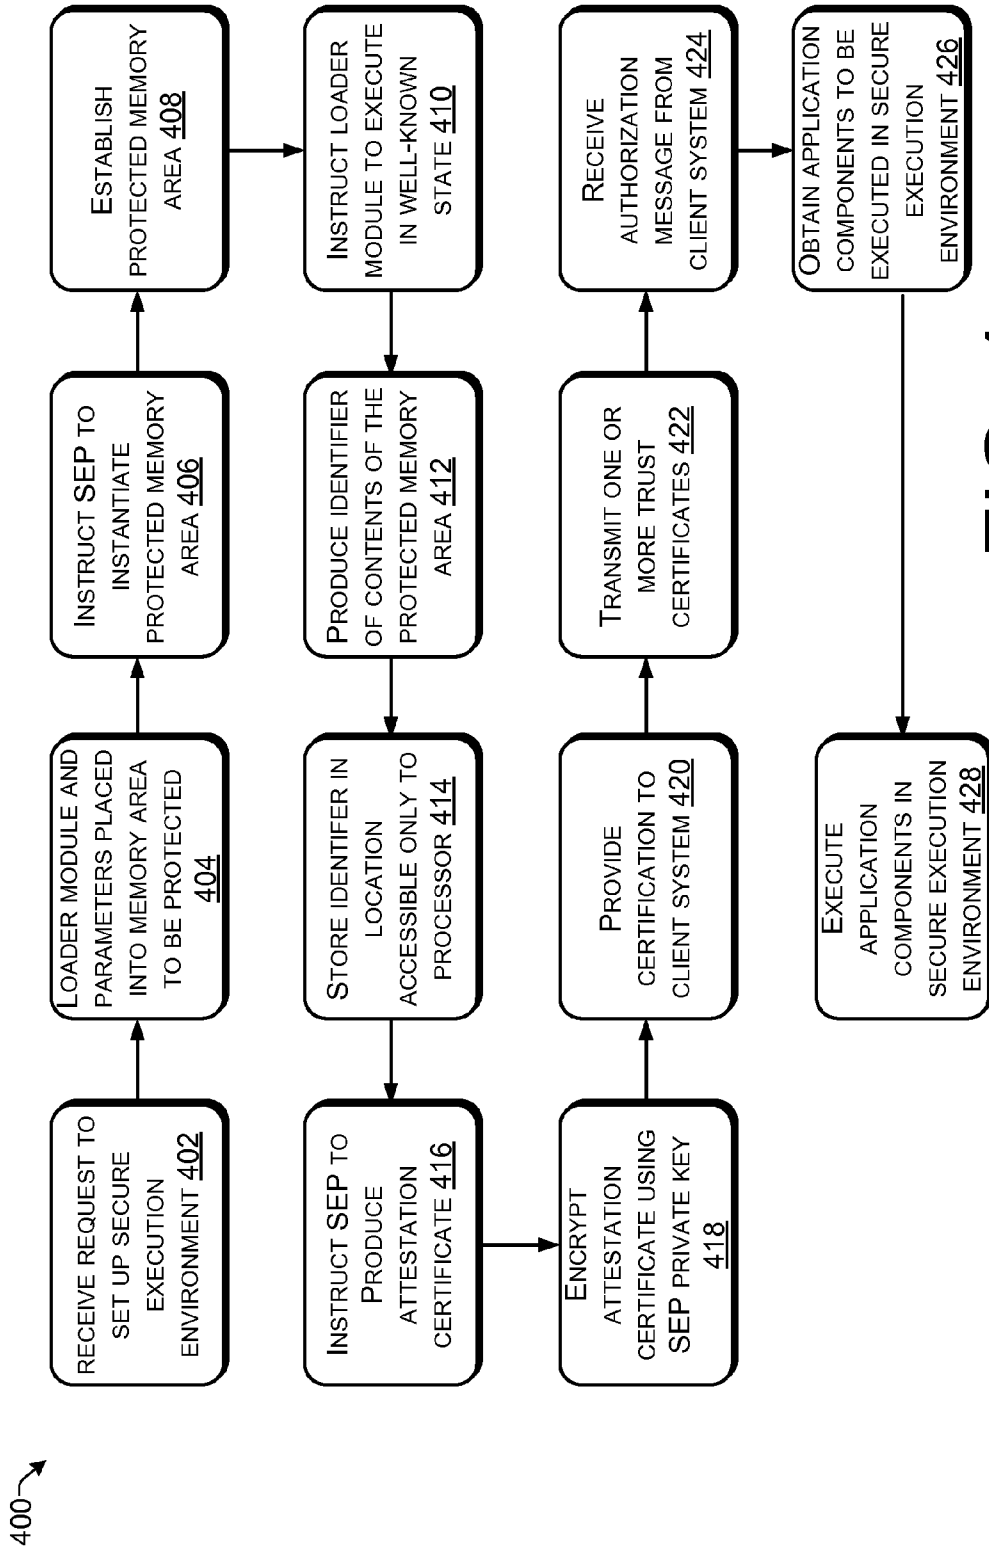 400
RECEIVE REQUEST TO
SET UP SECURE
EXECUTION
ENVIRONMENT 402
LOADER MODULE AND
PARAMETERS PLACED
INTO MEMORY AREA
TO BE PROTECTED
404
INSTRUCT SEP TO
INSTANTIATE
PROTECTED MEMORY
AREA 406
ESTABLISH
PROTECTED MEMORY
AREA 408
INSTRUCT LOADER
MODULE TO EXECUTE
IN WELL-KNOWN
STATE 410
PRODUCE IDENTIFIER
OF CONTENTS OF THE
PROTECTED MEMORY
AREA 412
STORE IDENTIFER IN
LOCATION
ACCESSIBLE ONLY TO
PROCESSOR 414
INSTRUCT SEP TO
PRODUCE
ATTESTATION
CERTIFICATE 416
ENCRYPT
ATTESTATION
CERTIFICATE USING
SEP PRIVATE KEY
418
PROVIDE
CERTIFICATION TO
CLIENT SYSTEM 420
TRANSMIT ONE OR
MORE TRUST
CERTIFICATES 422
RECEIVE
AUTHORIZATION
MESSAGE FROM
CLIENT SYSTEM 424
OBTAIN APPLICATION
COMPONENTS TO BE
EXECUTED IN SECURE
EXECUTION
ENVIRONMENT 426
EXECUTE
APPLICATION
COMPONENTS IN
SECURE EXECUTION
ENVIRONMENT 428